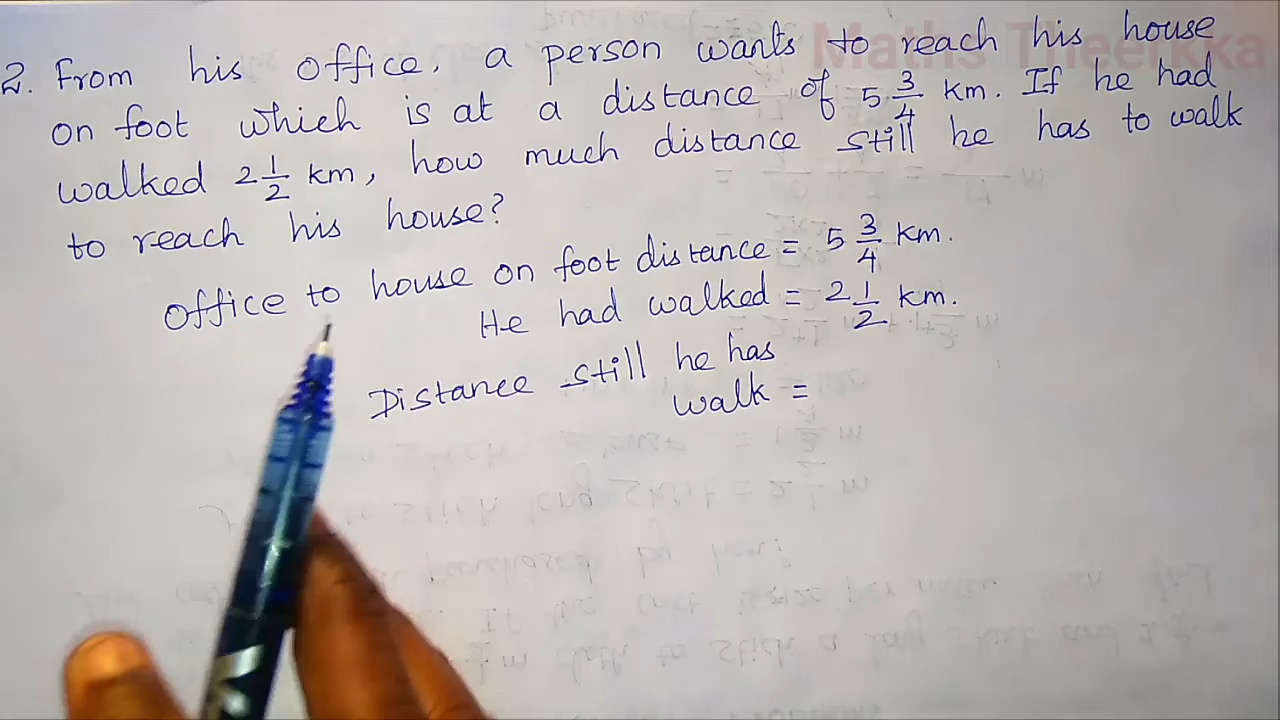 Maths Theerkka
2. From his office, a person wants to reach his house
on foot which is at a distance of 5 3/4 km. If he had
walked 2 1/2 km, how much distance still he has to walk
to reach his house?
Office to house on foot distance = 5 3/4 km.
He had walked = 2 1/2 km.
Distance still he has
walk =